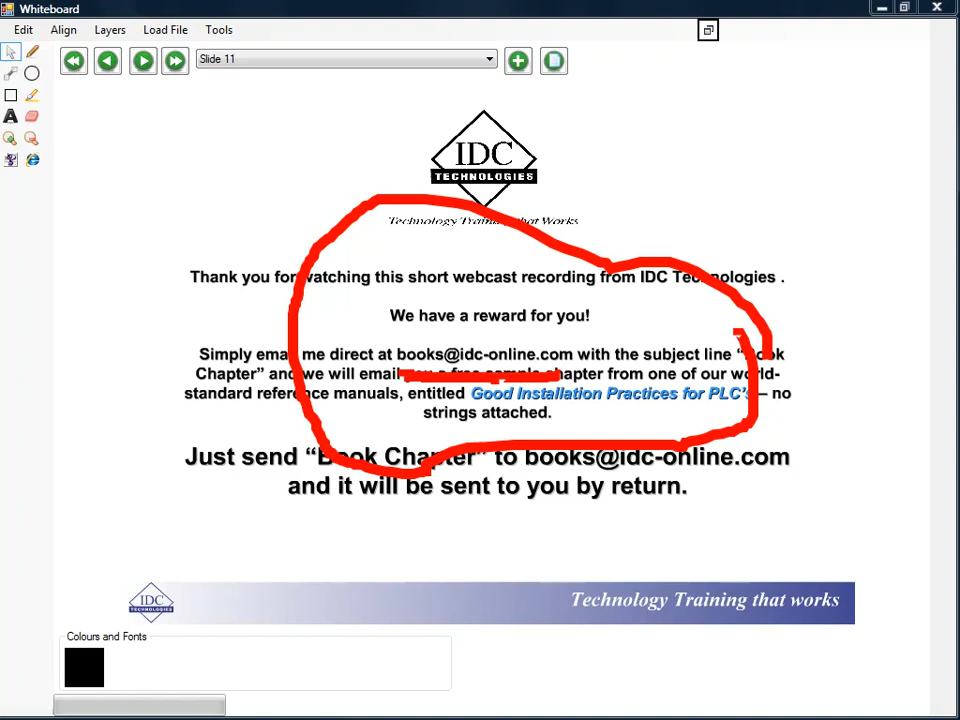 Whiteboard
Edit Align Layers Load File Tools
Slide 11
IDC
TECHNOLOGIES
Technology Training that Works
Thank you for watching this short webcast recording from IDC Technologies .
We have a reward for you!
Simply email me direct at books@idc-online.com with the subject line “Book
Chapter” and we will email you a free sample chapter from one of our world-
standard reference manuals, entitled Good Installation Practices for PLC’s – no
strings attached.
Just send “Book Chapter” to books@idc-online.com
and it will be sent to you by return.
IDC
TECHNOLOGIES
Technology Training that works
Colours and Fonts